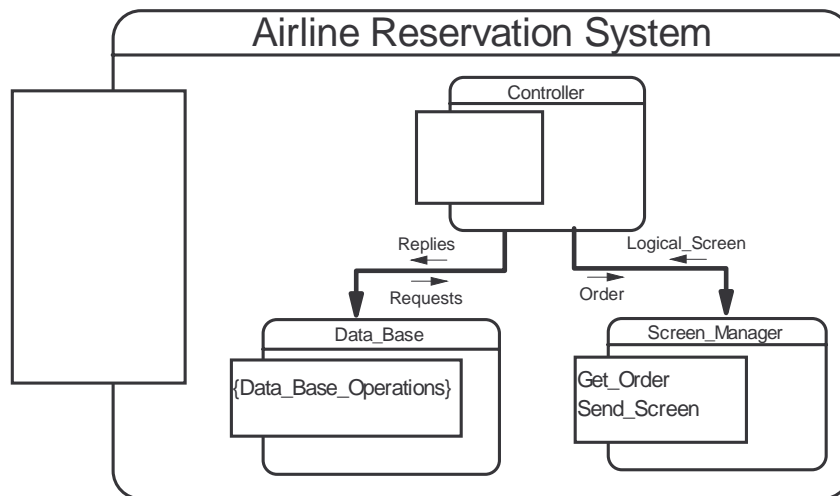 Airline Reservation System
Controller
Replies
Logical_Screen
Requests
Order
Data_Base
Screen_Manager
{Data_Base_Operations}
Get_Order
Send_Screen